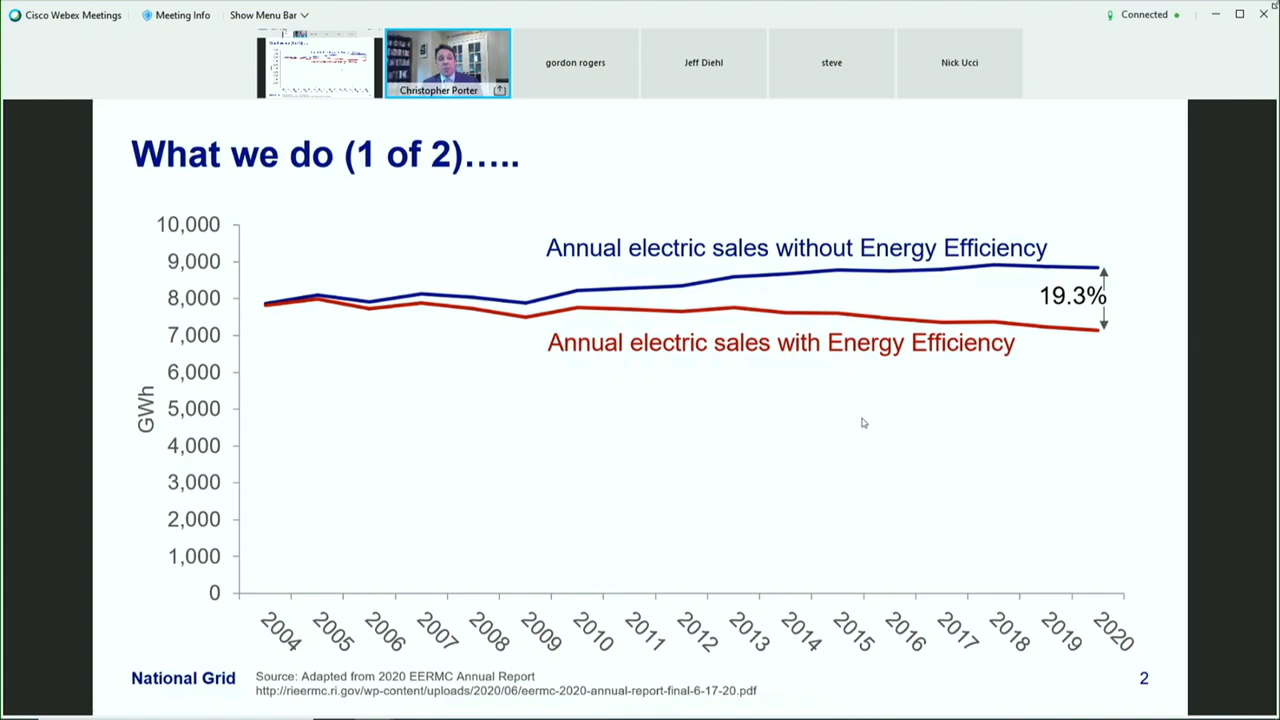 Cisco Webex Meetings
Meeting Info
Show Menu Bar
Connected
Christopher Porter
gordon rogers
Jeff Diehl
steve
Nick Ucci
What we do (1 of 2)…..
10,000
9,000
8,000
7,000
6,000
5,000
4,000
3,000
2,000
1,000
0
GWh
Annual electric sales without Energy Efficiency
19.3%
Annual electric sales with Energy Efficiency
2004
2005
2006
2007
2008
2009
2010
2011
2012
2013
2014
2015
2016
2017
2018
2019
2020
National Grid
Source: Adapted from 2020 EERMC Annual Report
http://rieermc.ri.gov/wp-content/uploads/2020/06/eermc-2020-annual-report-final-6-17-20.pdf
2